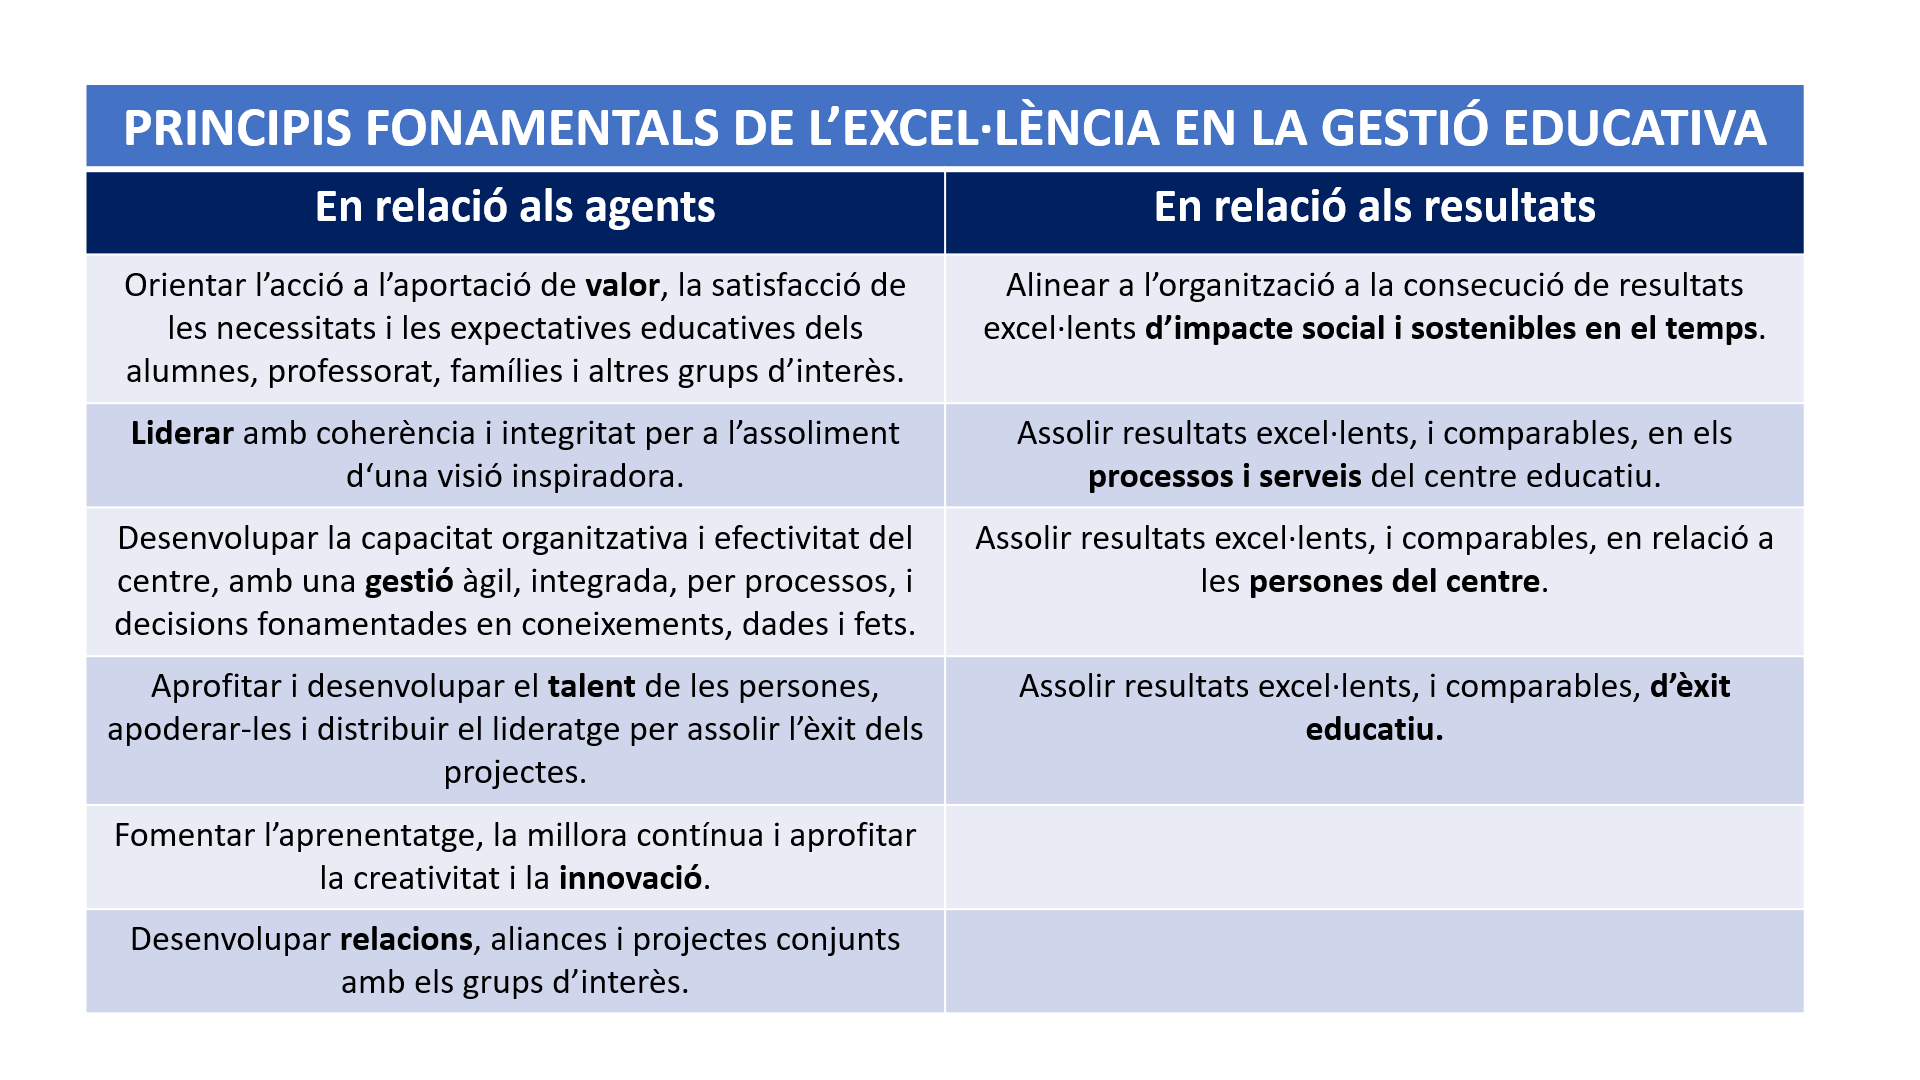 PRINCIPIS FONAMENTALS DE L’EXCEL·LÈNCIA EN LA GESTIÓ EDUCATIVA
En relació als agents
En relació als resultats
Orientar l’acció a l’aportació de valor, la satisfacció de
les necessitats i les expectatives educatives dels
alumnes, professorat, famílies i altres grups d’interès.
Alinear a l’organització a la consecució de resultats
excel·lents d’impacte social i sostenibles en el temps.
Liderar amb coherència i integritat per a l’assoliment
d‘una visió inspiradora.
Assolir resultats excel·lents, i comparables, en els
processos i serveis del centre educatiu.
Desenvolupar la capacitat organitzativa i efectivitat del
centre, amb una gestió àgil, integrada, per processos, i
decisions fonamentades en coneixements, dades i fets.
Assolir resultats excel·lents, i comparables, en relació a
les persones del centre.
Aprofitar i desenvolupar el talent de les persones,
apoderar-les i distribuir el lideratge per assolir l’èxit dels
projectes.
Assolir resultats excel·lents, i comparables, d’èxit
educatiu.
Fomentar l’aprenentatge, la millora contínua i aprofitar
la creativitat i la innovació.
Desenvolupar relacions, aliances i projectes conjunts
amb els grups d’interès.